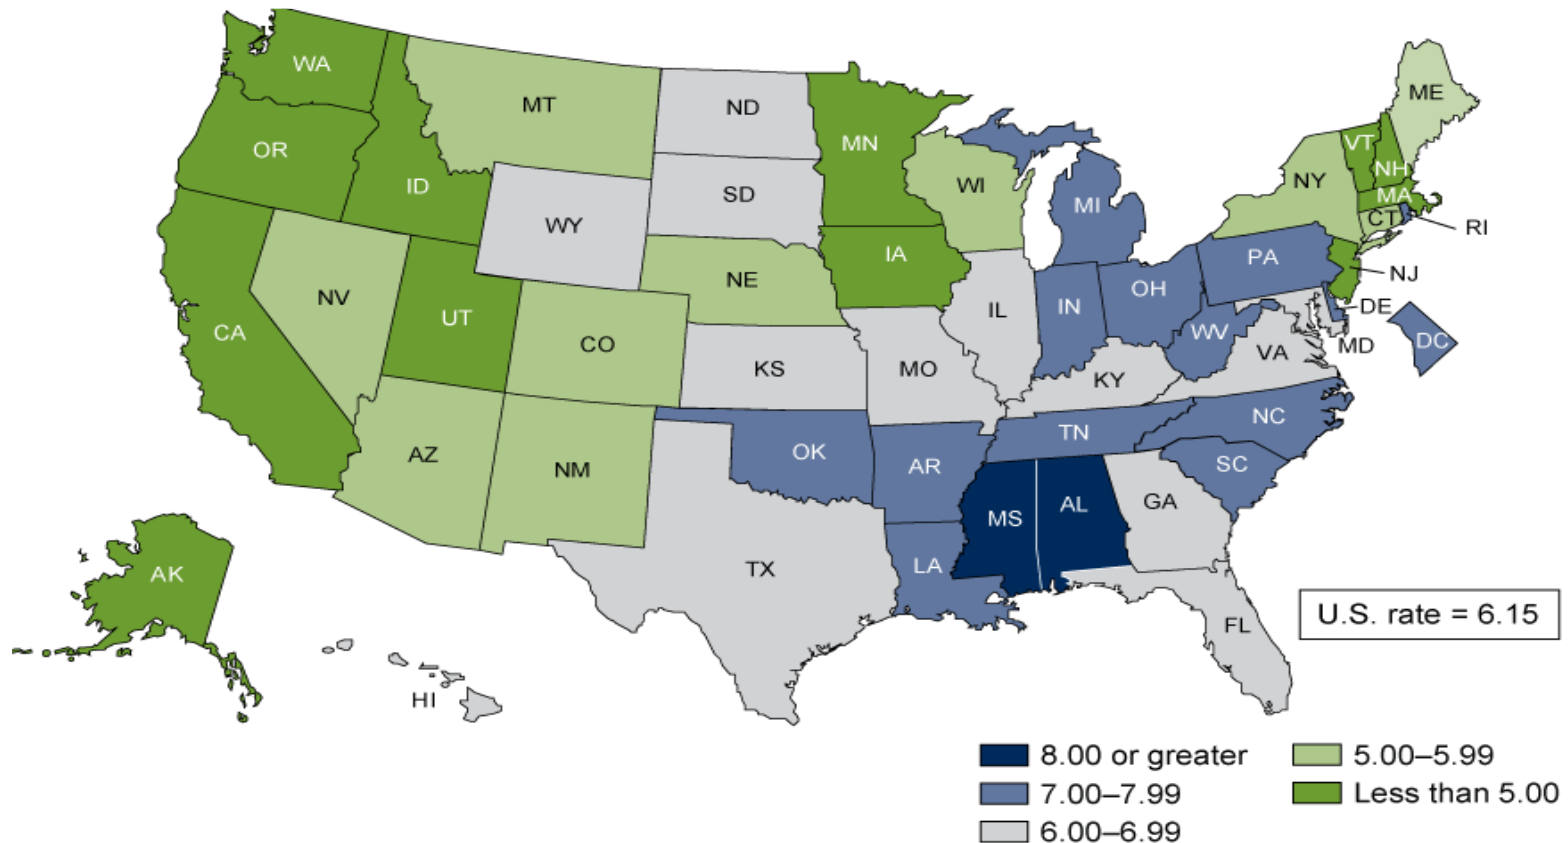 WA
MT
ND
MN
ME
OR
ID
SD
WI
MI
NY
VT
NH
MA
CT
RI
WY
IA
PA
NJ
NV
UT
NE
IL
IN
OH
DE
CA
CO
KS
MO
KY
WV
VA
MD
DC
AZ
NM
OK
AR
TN
NC
SC
MS
AL
GA
TX
LA
FL
AK
HI
U.S. rate = 6.15
8.00 or greater
7.00–7.99
6.00–6.99
5.00–5.99
Less than 5.00